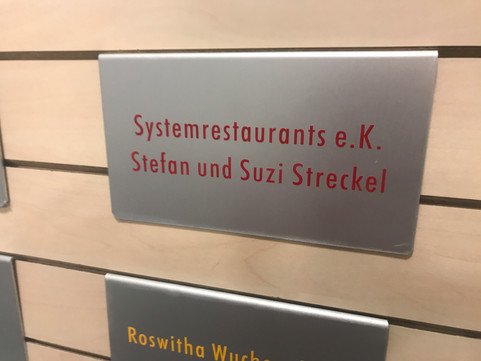 Systemrestaurants e.K.
Stefan und Suzi Streckel
Roswitha